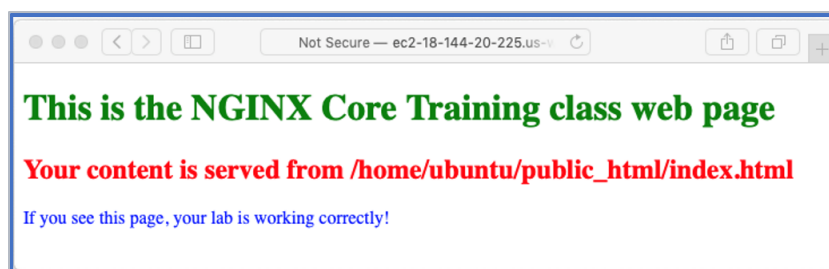 Not Secure — ec2-18-144-20-225.us-
This is the NGINX Core Training class web page
Your content is served from /home/ubuntu/public_html/index.html
If you see this page, your lab is working correctly!